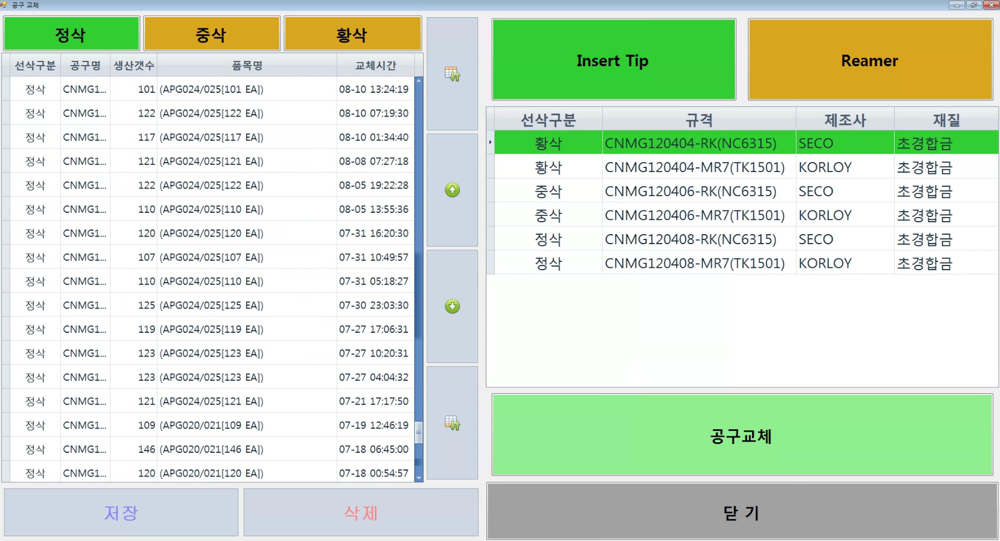 공구 교체
정삭 중삭 황삭
선삭구분 공구명 생산갯수 품목명 교체시간
정삭 CNMG1... 101 (APG024/025[101 EA]) 08-10 13:24:19
정삭 CNMG1... 122 (APG024/025[122 EA]) 08-10 07:19:30
정삭 CNMG1... 117 (APG024/025[117 EA]) 08-10 01:34:40
정삭 CNMG1... 121 (APG024/025[121 EA]) 08-08 07:27:18
정삭 CNMG1... 122 (APG024/025[122 EA]) 08-05 19:22:28
정삭 CNMG1... 110 (APG024/025[110 EA]) 08-05 13:55:36
정삭 CNMG1... 120 (APG024/025[120 EA]) 07-31 16:20:30
정삭 CNMG1... 107 (APG024/025[107 EA]) 07-31 10:49:57
정삭 CNMG1... 110 (APG024/025[110 EA]) 07-31 05:18:27
정삭 CNMG1... 125 (APG024/025[125 EA]) 07-30 23:03:30
정삭 CNMG1... 119 (APG024/025[119 EA]) 07-27 17:06:31
정삭 CNMG1... 123 (APG024/025[123 EA]) 07-27 10:20:31
정삭 CNMG1... 123 (APG024/025[123 EA]) 07-27 04:04:32
정삭 CNMG1... 121 (APG024/025[121 EA]) 07-21 17:17:50
정삭 CNMG1... 109 (APG020/021[109 EA]) 07-19 12:46:19
정삭 CNMG1... 146 (APG020/021[146 EA]) 07-18 06:45:00
정삭 CNMG1... 120 (APG020/021[120 EA]) 07-18 00:54:57
저장 삭제
Insert Tip Reamer
선삭구분 규격 제조사 재질
황삭 CNMG120404-RK(NC6315) SECO 초경합금
황삭 CNMG120404-MR7(TK1501) KORLOY 초경합금
중삭 CNMG120406-RK(NC6315) SECO 초경합금
중삭 CNMG120406-MR7(TK1501) KORLOY 초경합금
정삭 CNMG120408-RK(NC6315) SECO 초경합금
정삭 CNMG120408-MR7(TK1501) KORLOY 초경합금
공구교체
닫 기